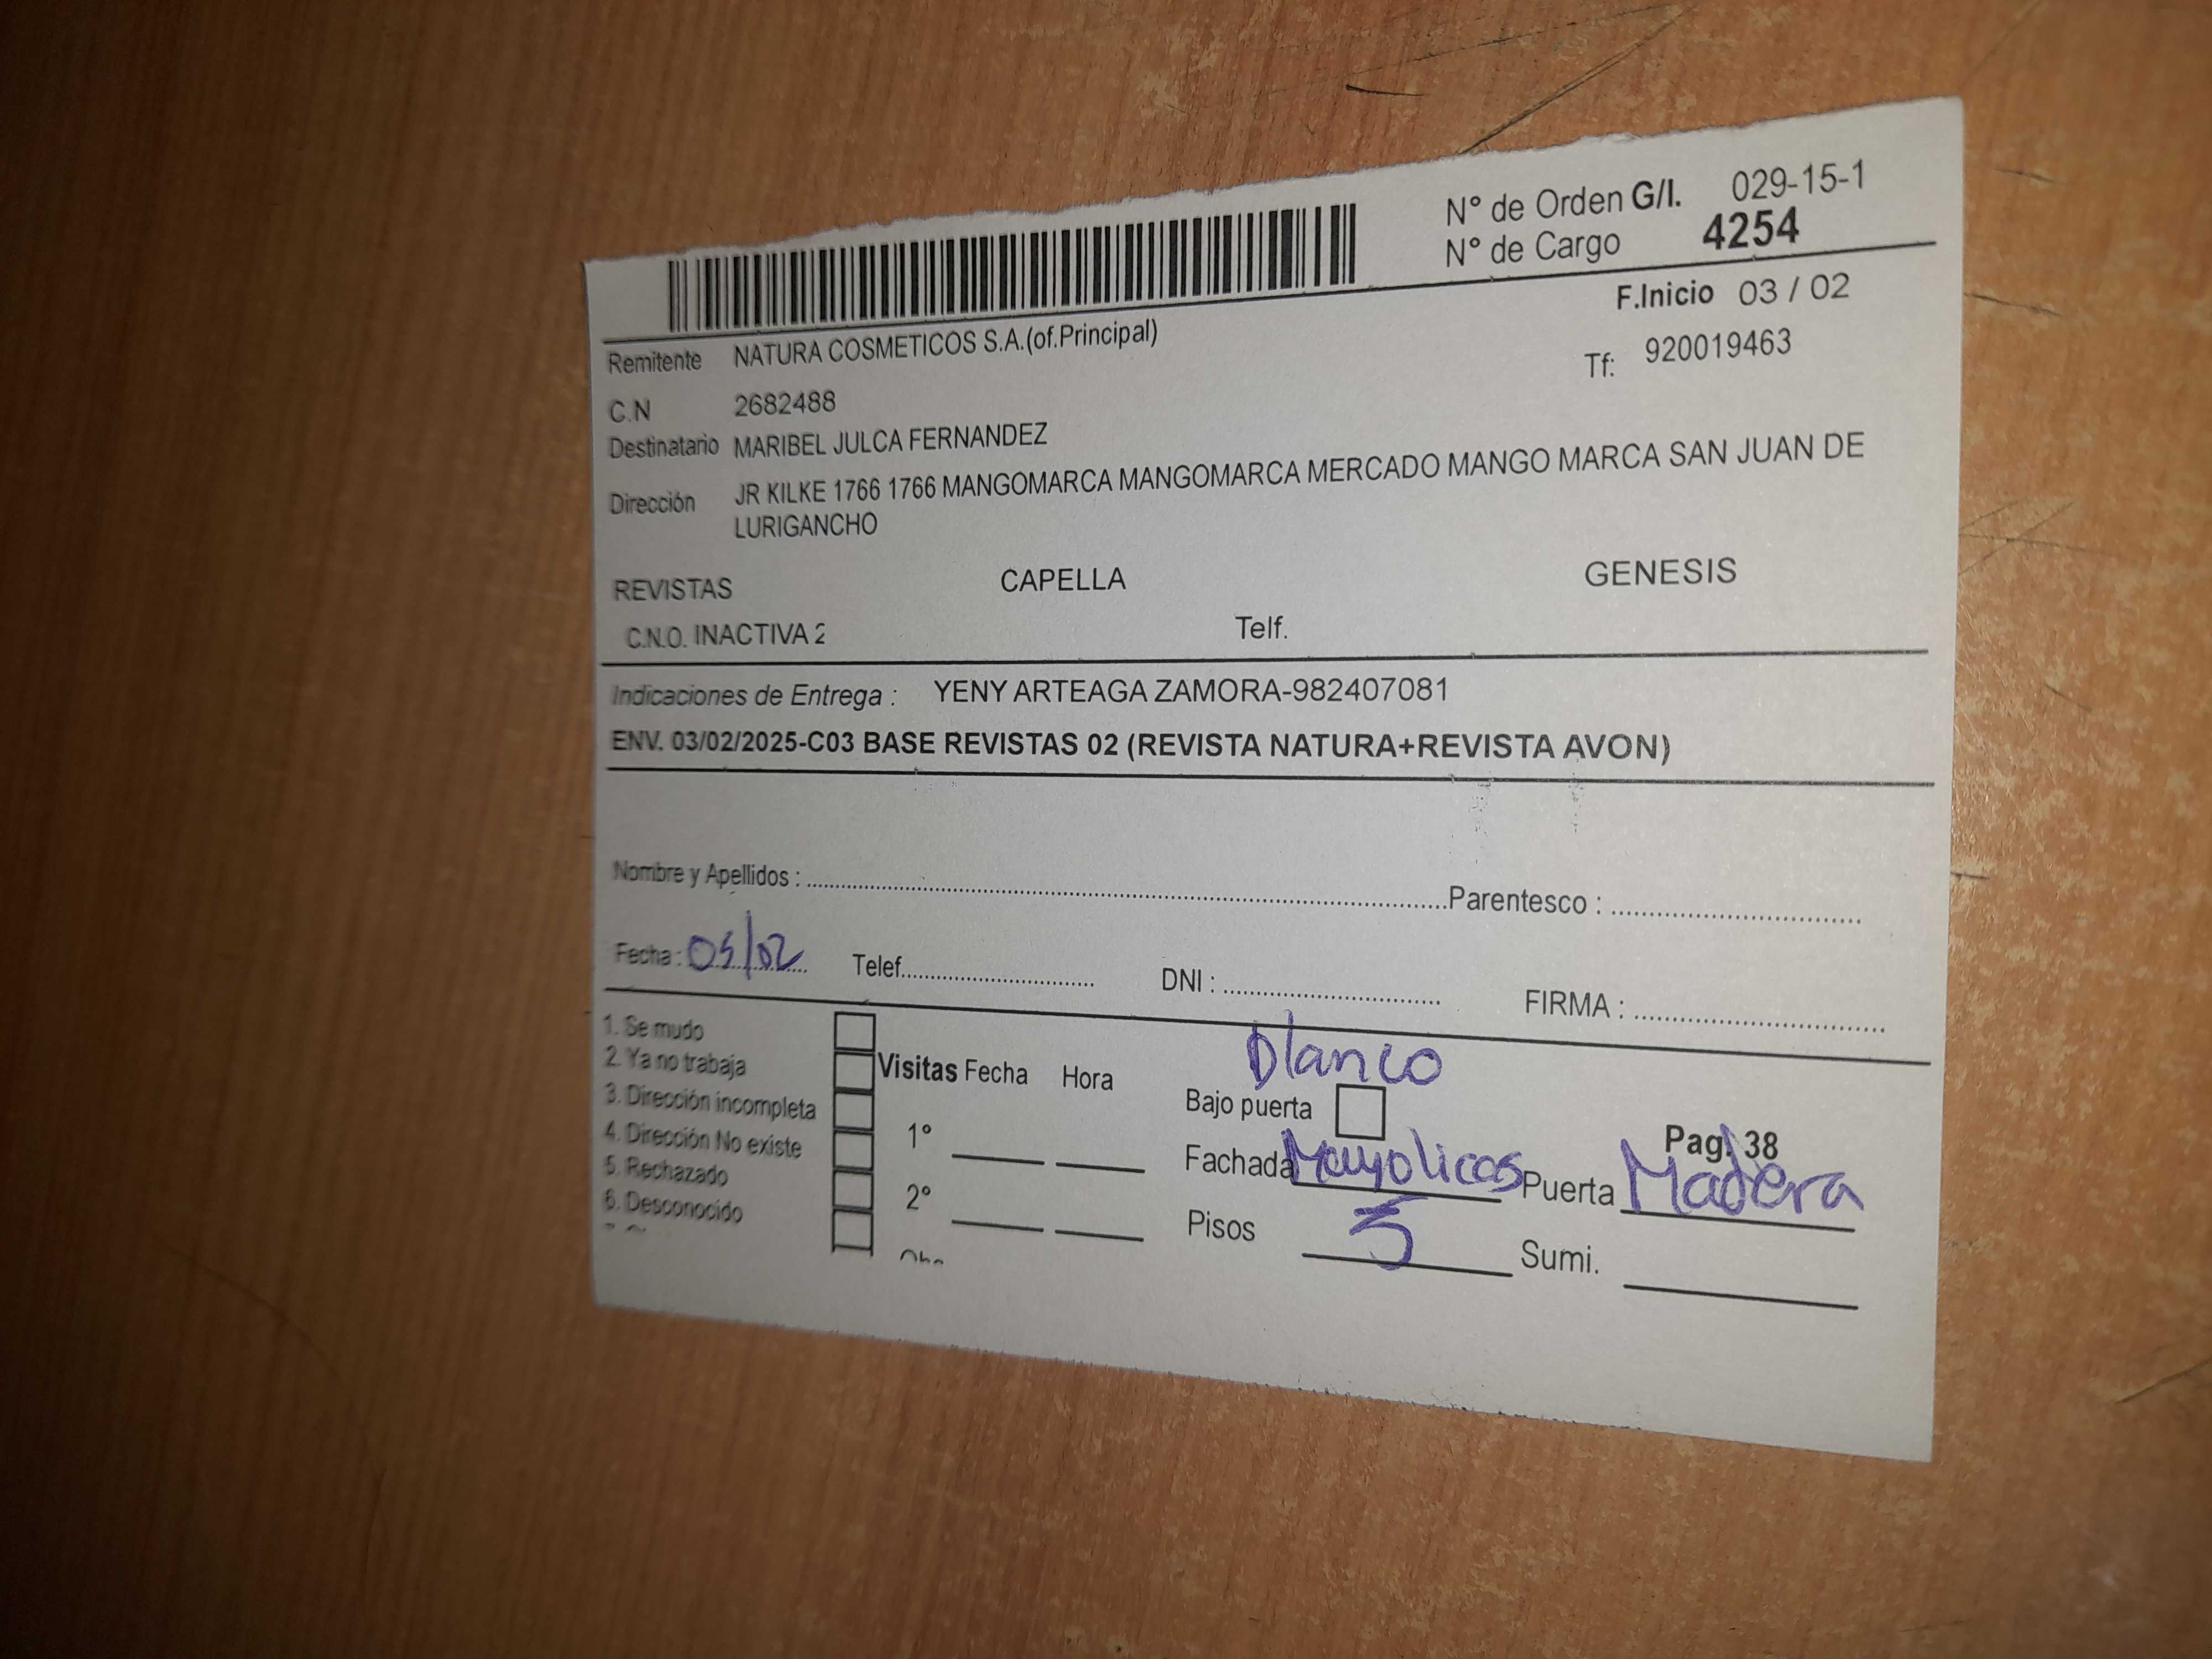 N° de Orden G/I. 029-15-1
N° de Cargo 4254
F.Inicio 03 / 02
Remitente NATURA COSMETICOS S.A.(of.Principal)
Tf: 920019463
C.N 2682488
Destinatario MARIBEL JULCA FERNANDEZ
Dirección JR KILKE 1766 1766 MANGOMARCA MANGOMARCA MERCADO MANGO MARCA SAN JUAN DE
LURIGANCHO
REVISTAS CAPELLA GENESIS
C.N.O. INACTIVA 2 Telf.
Indicaciones de Entrega : YENY ARTEAGA ZAMORA-982407081
ENV. 03/02/2025-C03 BASE REVISTAS 02 (REVISTA NATURA+REVISTA AVON)
Nombre y Apellidos : Parentesco :
Fecha : 05/02 Telef. DNI : FIRMA :
1. Se mudo
2. Ya no trabaja
3. Dirección incompleta
4. Dirección No existe
5. Rechazado
6. Desconocido
Visitas Fecha Hora
1°
2°
Blanco
Bajo puerta
Pag. 38
Fachada Mayolicas Puerta Madera
Pisos 5 Sumi.